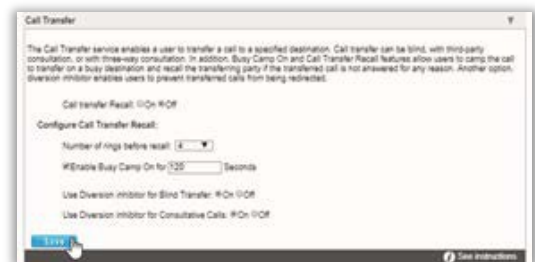 Call Transfer
The Call Transfer service enables a user to transfer a call to a specified destination. Call transfer can be blind, with third-party
consultation, or with three-way consultation. In addition, Busy Camp On and Call Transfer Recall features allow users to camp the call
to transfer on a busy destination and recall the transferring party if the transferred call is not answered for any reason. Another option,
diversion inhibitor enables users to prevent transferred calls from being redirected.
Call transfer Recall: On Off
Configure Call Transfer Recall:
Number of rings before recall: 4
Enable Busy Camp On for 120 Seconds
Use Diversion inhibitor for Blind Transfer: On Off
Use Diversion inhibitor for Consultative Calls: On Off
Save
i See instructions